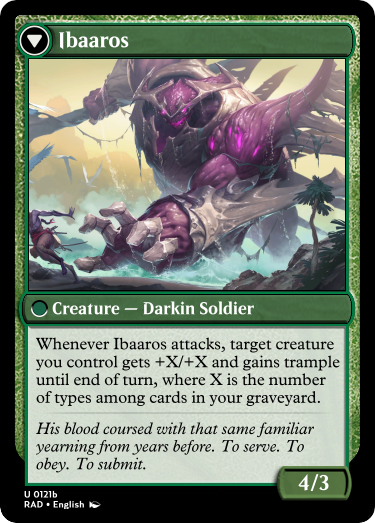 Ibaaros
Creature — Darkin Soldier
Whenever Ibaaros attacks, target creature
you control gets +X/+X and gains trample
until end of turn, where X is the number
of types among cards in your graveyard.
His blood coursed with that same familiar
yearning from years before. To serve. To
obey. To submit.
4/3
U 0121b
RAD • English